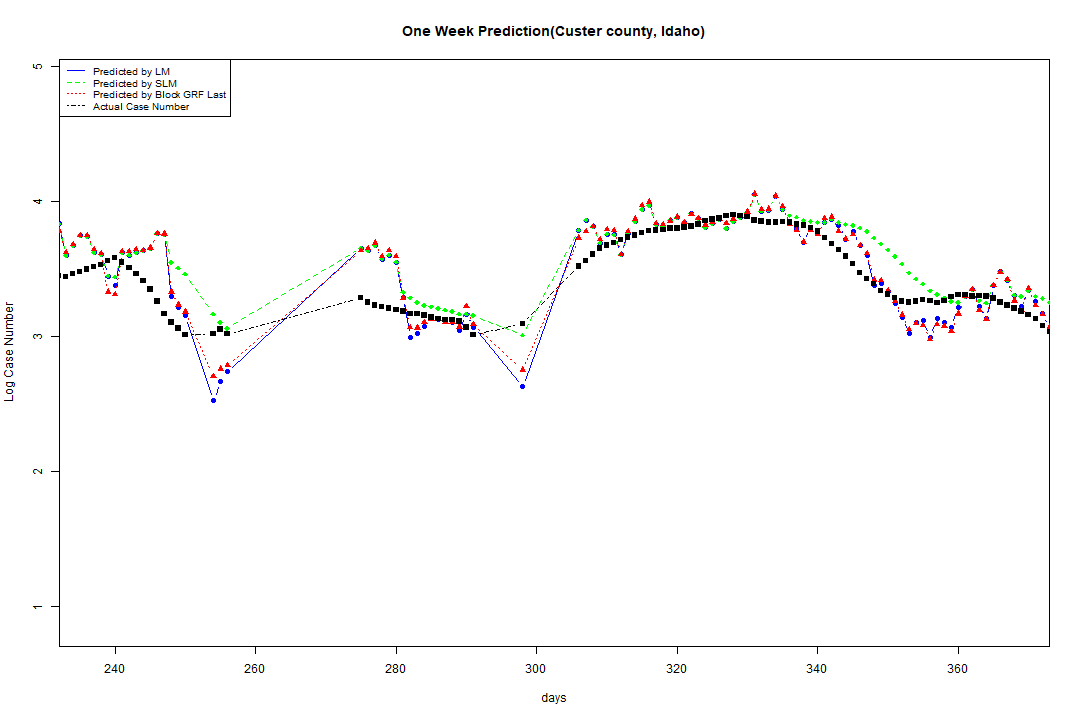 One Week Prediction(Custer county, Idaho)
Predicted by LM
Predicted by SLM
Predicted by Block GRF Last
Actual Case Number
5
4
3
2
1
Log Case Number
240 260 280 300 320 340 360
days